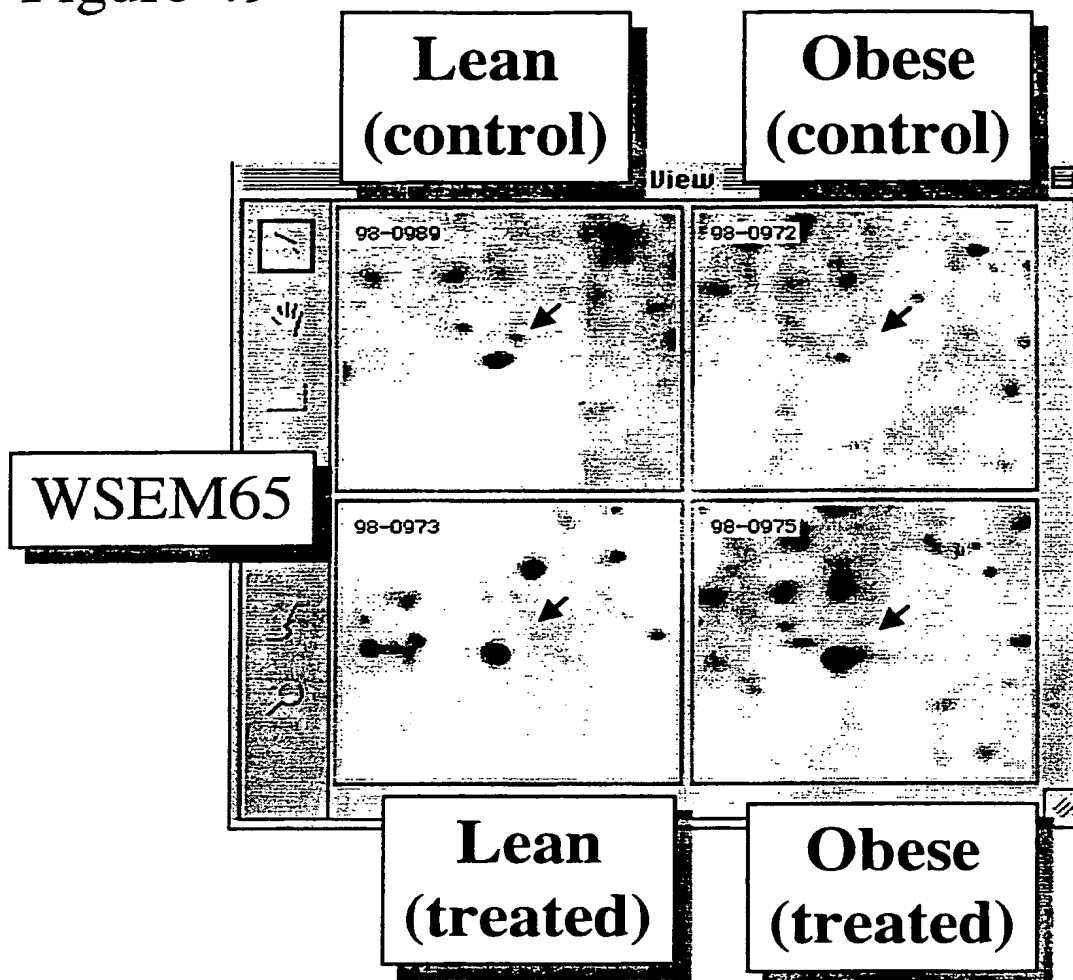 Lean
(control)
Obese
(control)
View
98-0989
98-0972
WSEM65
98-0973
98-0975
Lean
(treated)
Obese
(treated)